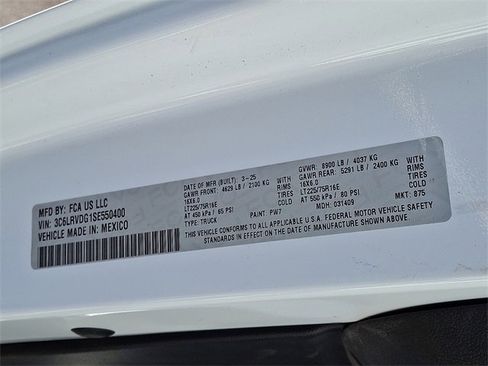 MFD BY: FCA US LLC
3C6LRVDG1SE550400
VEHICLE MADE IN: MEXICO
DATE OF MFR (BUILT): 3-25
GAWR FRONT: 4629 LB / 2100 KG WITH
16X6.0 RIMS
LT225/75R16E TIRES
AT 450 kPa / 65 PSI COLD
TYPE: TRUCK
GVWR: 8900 LB / 4037 KG
GAWR REAR: 5291 LB / 2400 KG WITH
16X6.0 RIMS
LT225/75R16E TIRES
AT 550 kPa / 80 PSI COLD
PAINT: PW7
MDH: 031409
MKT: 875
THIS VEHICLE CONFORMS TO ALL APPLICABLE U.S.A. FEDERAL MOTOR VEHICLE SAFETY
STANDARDS IN EFFECT ON THE DATE OF MANUFACTURE SHOWN ABOVE.